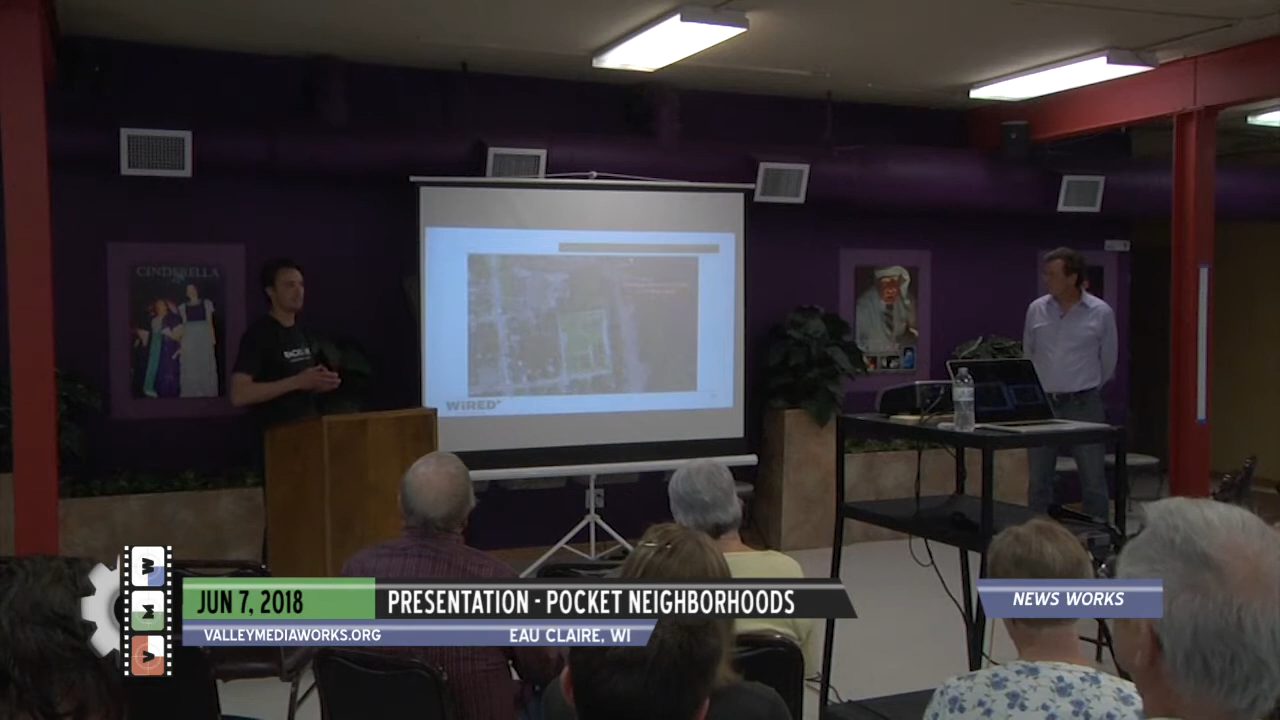 CINDERELLA
WiRED
JUN 7, 2018
PRESENTATION - POCKET NEIGHBORHOODS
NEWS WORKS
VALLEYMEDIAWORKS.ORG
EAU CLAIRE, WI
V
M
W